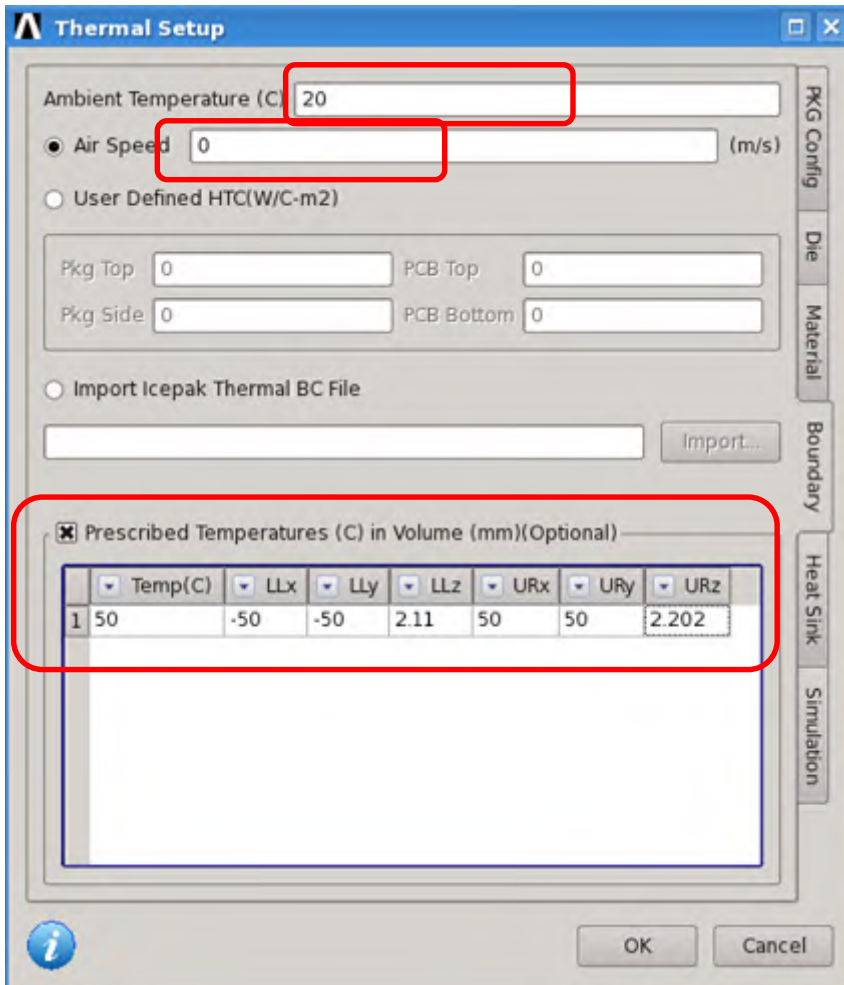 Thermal Setup
Ambient Temperature (C) 20
Air Speed 0 (m/s)
User Defined HTC(W/C-m2)
Pkg Top 0 PCB Top 0
Pkg Side 0 PCB Bottom 0
Import Icepak Thermal BC File
Import...
Prescribed Temperatures (C) in Volume (mm)(Optional)
Temp(C) LLx LLy LLz URx URy URz
1 50 -50 -50 2.11 50 50 2.202
PKG Config
Die
Material
Boundary
Heat Sink
Simulation
i
OK Cancel